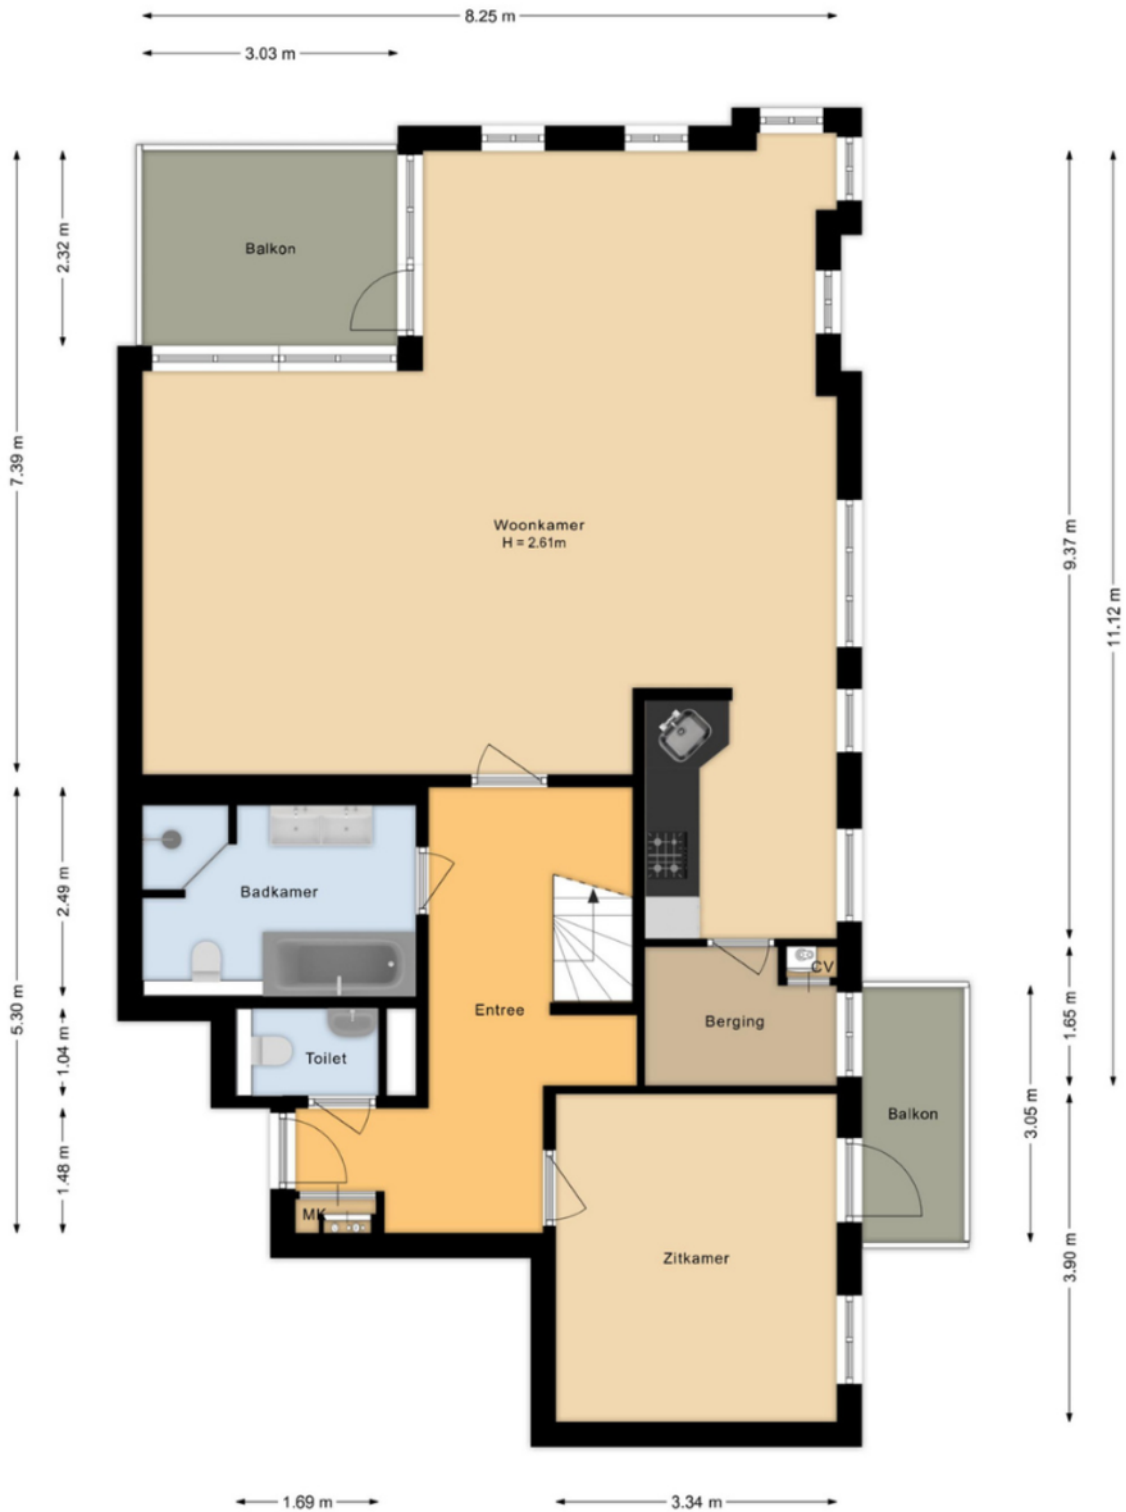 8.25 m
3.03 m
2.32 m
Balkon
7.39 m
Woonkamer
H = 2.61m
9.37 m
11.12 m
2.49 m
Badkamer
5.30 m
Entree
CV
Berging
1.65 m
1.04 m
Toilet
3.05 m
Balkon
1.48 m
MK
Zitkamer
3.90 m
1.69 m
3.34 m